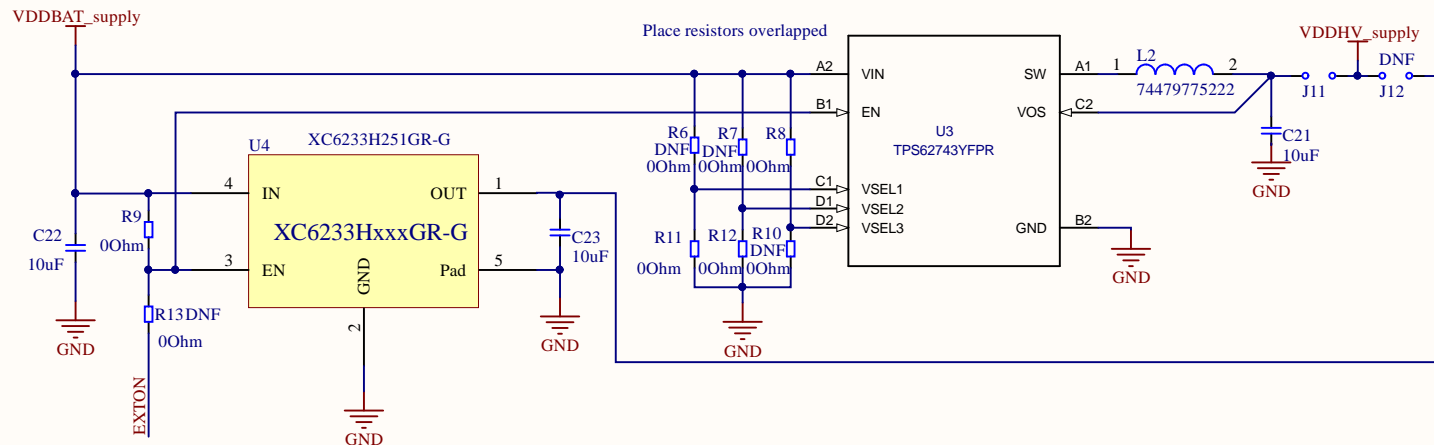 VDDBAT_supply
Place resistors overlapped
VDDHV_supply
A2 VIN SW A1 1 L2 2 DNF
74479775222 J11 J12
B1 EN VOS C2
U3
TPS62743YFPR
R6 R7 R8
DNF DNF
0Ohm 0Ohm 0Ohm
C21
10uF
GND
U4 XC6233H251GR-G
4 IN OUT 1
C1 VSEL1
D1 VSEL2
D2 VSEL3
GND B2
GND
R9
0Ohm
XC6233HxxxGR-G
C22
10uF
C23
10uF
R11 R12 R10
DNF
0Ohm 0Ohm 0Ohm
3 EN GND Pad 5
2
R13 DNF
0Ohm
GND
GND
GND
EXTON
GND